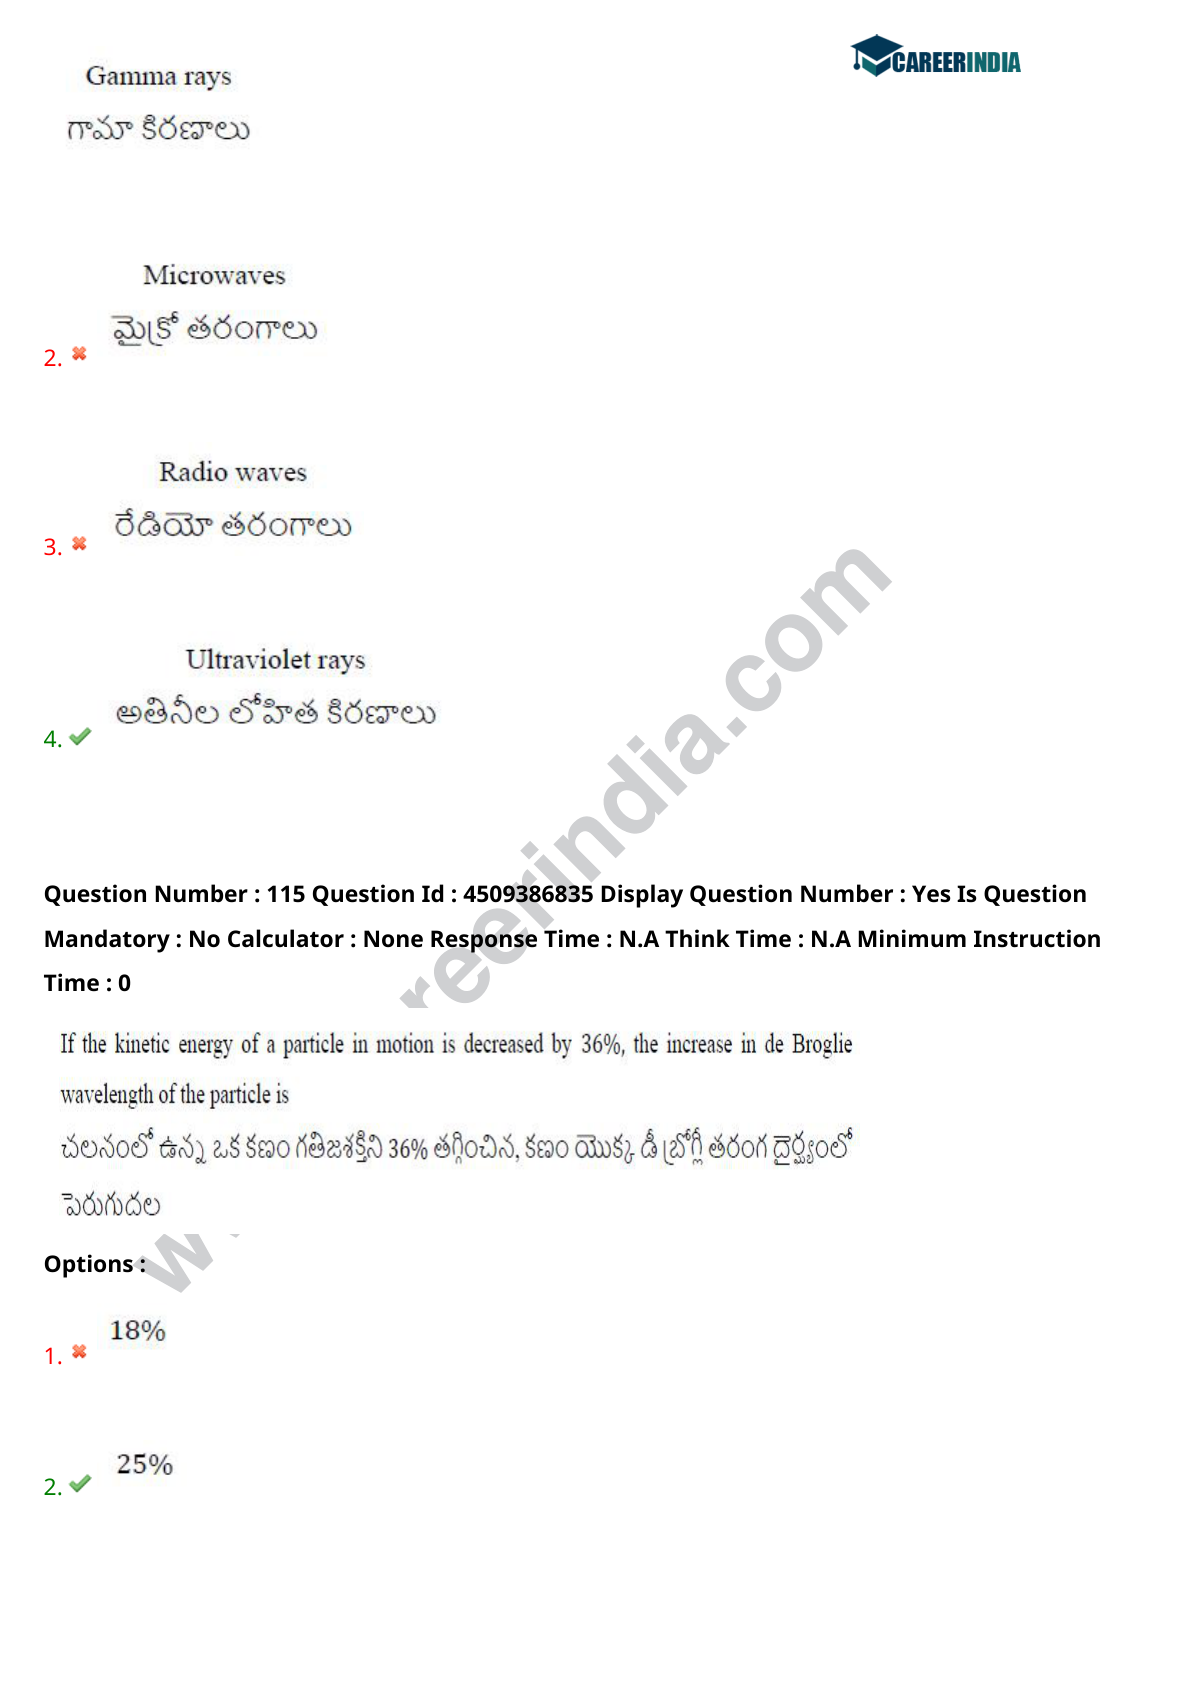 CAREERINDIA
Gamma rays
గామా కిరణాలు
Microwaves
మైక్రో తరంగాలు
2.
Radio waves
రేడియో తరంగాలు
3.
Ultraviolet rays
అతినీల లోహిత కిరణాలు
4.
Question Number : 115 Question Id : 4509386835 Display Question Number : Yes Is Question
Mandatory : No Calculator : None Response Time : N.A Think Time : N.A Minimum Instruction
Time : 0
If the kinetic energy of a particle in motion is decreased by 36%, the increase in de Broglie
wavelength of the particle is
చలనంలో ఉన్న ఒక కణం గతిజశక్తిని 36% తగ్గించిన, కణం యొక్క డీ బ్రోగ్లీ తరంగ దైర్ఘ్యంలో
పెరుగుదల
Options :
18%
1.
25%
2.
reerindia.com
w